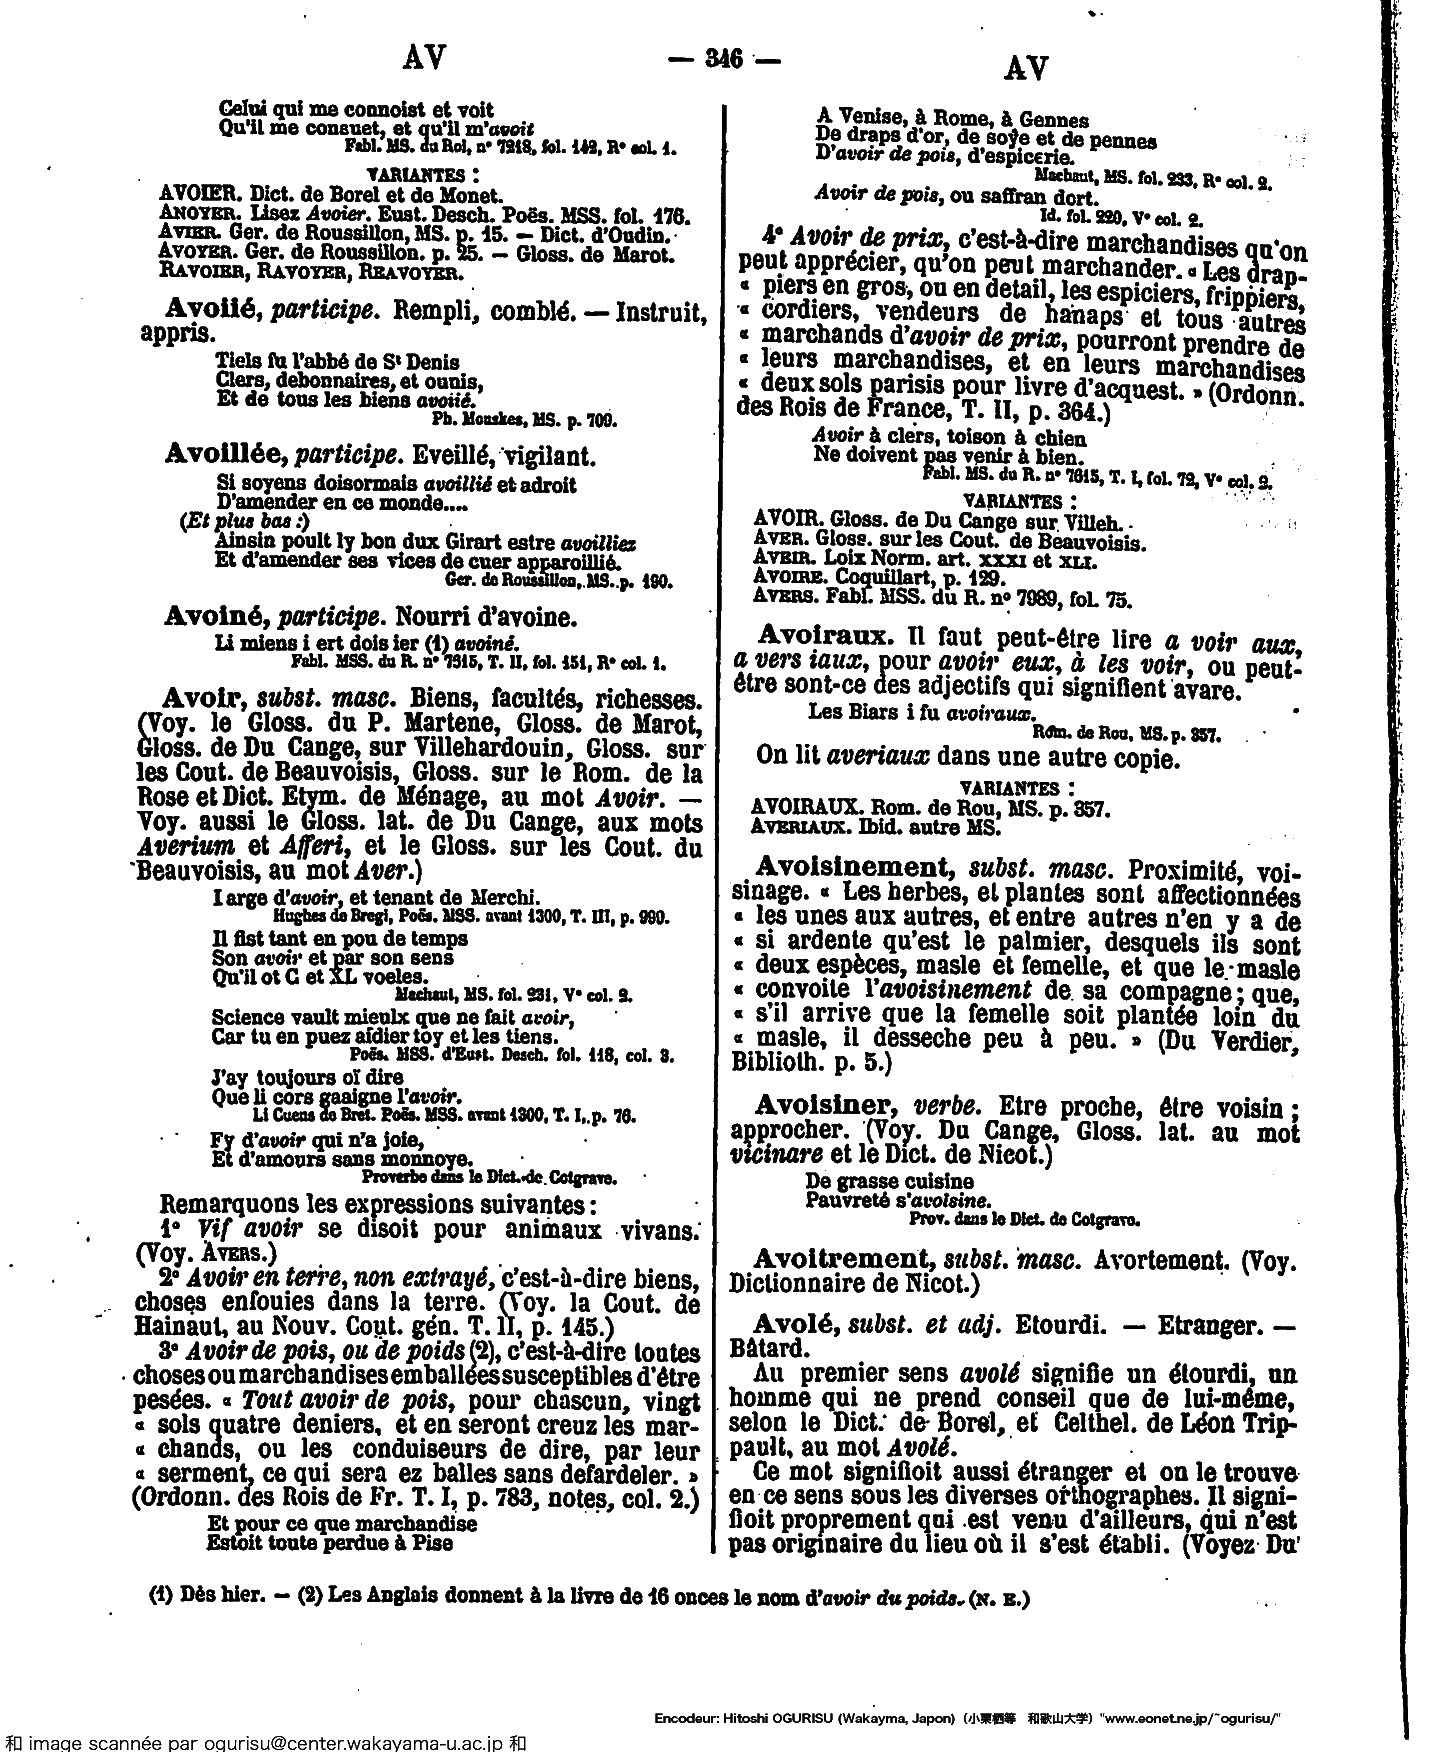 AV
— 346 —
AV
Celui qui me connoist et voit
Qu'il me consuet, et qu'il m'avoit
Fabl. MS. du Roi, n° 7218, fol. 142, R° col. 1.
VARIANTES :
AVOIER. Dict. de Borel et de Monet.
ANOYER. Lisez Avoier. Eust. Desch. Poës. MSS. fol. 176.
AVIER. Ger. de Roussillon, MS. p. 15. — Dict. d'Oudin.
AVOYER. Ger. de Roussillon. p. 25. — Gloss. de Marot.
RAVOIER, RAVOYER, REAVOYER.
Avoiié, participe. Rempli, comblé. — Instruit,
appris.
Tiels fu l'abbé de St Denis
Clers, debonnaires, et ounis,
Et de tous les biens avoiié.
Ph. Mouskes, MS. p. 700.
Avoillée, participe. Eveillé, vigilant.
Si soyens doisormais avoillié et adroit
D'amender en ce monde....
(Et plus bas :)
Ainsin poult ly bon dux Girart estre avoilliez
Et d'amender ses vices de cuer apparoillié.
Ger. de Roussillon, MS. p. 190.
Avoiné, participe. Nourri d'avoine.
Li miens i ert dois ier (1) avoiné.
Fabl. MSS. du R. n° 7315, T. II, fol. 151, R° col. 1.
Avoir, subst. masc. Biens, facultés, richesses.
(Voy. le Gloss. du P. Martene, Gloss. de Marot,
Gloss. de Du Cange, sur Villehardouin, Gloss. sur
les Cout. de Beauvoisis, Gloss. sur le Rom. de la
Rose et Dict. Etym. de Ménage, au mot Avoir. —
Voy. aussi le Gloss. lat. de Du Cange, aux mots
Averium et Afferi, et le Gloss. sur les Cout. du
Beauvoisis, au mot Aver.)
Large d'avoir, et tenant de Merchi.
Hughes de Bregi, Poës. MSS. avant 1300, T. III, p. 990.
Il fist tant en pou de temps
Son avoir et par son sens
Qu'il ot C et XL voeles.
Machaut, MS. fol. 231, V° col. 2.
Science vault mieulx que ne fait avoir,
Car tu en puez aidier toy et les tiens.
Poës. MSS. d'Eust. Desch. fol. 118, col. 3.
J'ay toujours oï dire
Que li cors gaaigne l'avoir.
Li Cuens de Bret. Poës. MSS. avant 1300, T. I, p. 76.
Fy d'avoir qui n'a joie,
Et d'amours sans monnoye.
Proverbe dans le Dict. de Cotgrave.
Remarquons les expressions suivantes :
1° Vif avoir se disoit pour animaux vivans.
(Voy. AVERS.)
2° Avoir en terre, non extrayé, c'est-à-dire biens,
choses enfouies dans la terre. (Voy. la Cout. de
Hainaut, au Nouv. Cout. gén. T. II, p. 145.)
3° Avoir de pois, ou de poids (2), c'est-à-dire toutes
choses ou marchandises emballées susceptibles d'être
pesées. « Tout avoir de pois, pour chascun, vingt
« sols quatre deniers, et en seront creuz les mar-
« chands, ou les conduiseurs de dire, par leur
« serment, ce qui sera ez balles sans defardeler. »
(Ordonn. des Rois de Fr. T. I, p. 783, notes, col. 2.)
Et pour ce que marchandise
Estoit toute perdue à Pise
A Venise, à Rome, à Gennes
De draps d'or, de soye et de pennes
D'avoir de pois, d'espicerie.
Machaut, MS. fol. 233, R° col. 2.
Avoir de pois, ou saffran dort.
Id. fol. 220, V° col. 2.
4° Avoir de prix, c'est-à-dire marchandises qu'on
peut apprécier, qu'on peut marchander. « Les drap-
« piers en gros, ou en detail, les espiciers, frippiers,
« cordiers, vendeurs de hanaps et tous autres
« marchands d'avoir de prix, pourront prendre de
« leurs marchandises, et en leurs marchandises
« deux sols parisis pour livre d'acquest. » (Ordonn.
des Rois de France, T. II, p. 364.)
Avoir à clers, toison à chien
Ne doivent pas venir à bien.
Fabl. MS. du R. n° 7615, T. I, fol. 72, V° col. 2.
VARIANTES :
AVOIR. Gloss. de Du Cange sur Villeh.
AVER. Gloss. sur les Cout. de Beauvoisis.
AVEIR. Loix Norm. art. XXXI et XLI.
AVOIRE. Coquillart, p. 129.
AVERS. Fabl. MSS. du R. n° 7989, fol. 75.
Avoiraux. Il faut peut-être lire a voir aux,
a vers iaux, pour avoir eux, à les voir, ou peut-
être sont-ce des adjectifs qui signifient avare.
Les Biars i fu avoiraux.
Rom. de Rou, MS. p. 357.
On lit averiaux dans une autre copie.
VARIANTES :
AVOIRAUX. Rom. de Rou, MS. p. 357.
AVERIAUX. Ibid. autre MS.
Avoisinement, subst. masc. Proximité, voi-
sinage. « Les herbes, et plantes sont affectionnées
« les unes aux autres, et entre autres n'en y a de
« si ardente qu'est le palmier, desquels ils sont
« deux espèces, masle et femelle, et que le masle
« convoite l'avoisinement de sa compagne ; que,
« s'il arrive que la femelle soit plantée loin du
« masle, il desseche peu à peu. » (Du Verdier,
Biblioth. p. 5.)
Avoisiner, verbe. Etre proche, être voisin ;
approcher. (Voy. Du Cange, Gloss. lat. au mot
vicinare et le Dict. de Nicot.)
De grasse cuisine
Pauvreté s'avoisine.
Prov. dans le Dict. de Cotgrave.
Avoitrement, subst. masc. Avortement. (Voy.
Dictionnaire de Nicot.)
Avolé, subst. et adj. Etourdi. — Etranger. —
Bâtard.
Au premier sens avolé signifie un étourdi, un
homme qui ne prend conseil que de lui-même,
selon le Dict. de Borel, et Celthel. de Léon Trip-
pault, au mot Avolé.
Ce mot signifioit aussi étranger et on le trouve
en ce sens sous les diverses orthographes. Il signi-
fioit proprement qui est venu d'ailleurs, qui n'est
pas originaire du lieu où il s'est établi. (Voyez Du
(1) Dès hier. — (2) Les Anglais donnent à la livre de 16 onces le nom d'avoir du poids. (N. E.)
Encodeur: Hitoshi OGURISU (Wakayma, Japon) (小栗栖等 和歌山大学) "www.eonet.ne.jp/~ogurisu/"
和 image scannée par ogurisu@center.wakayama-u.ac.jp 和